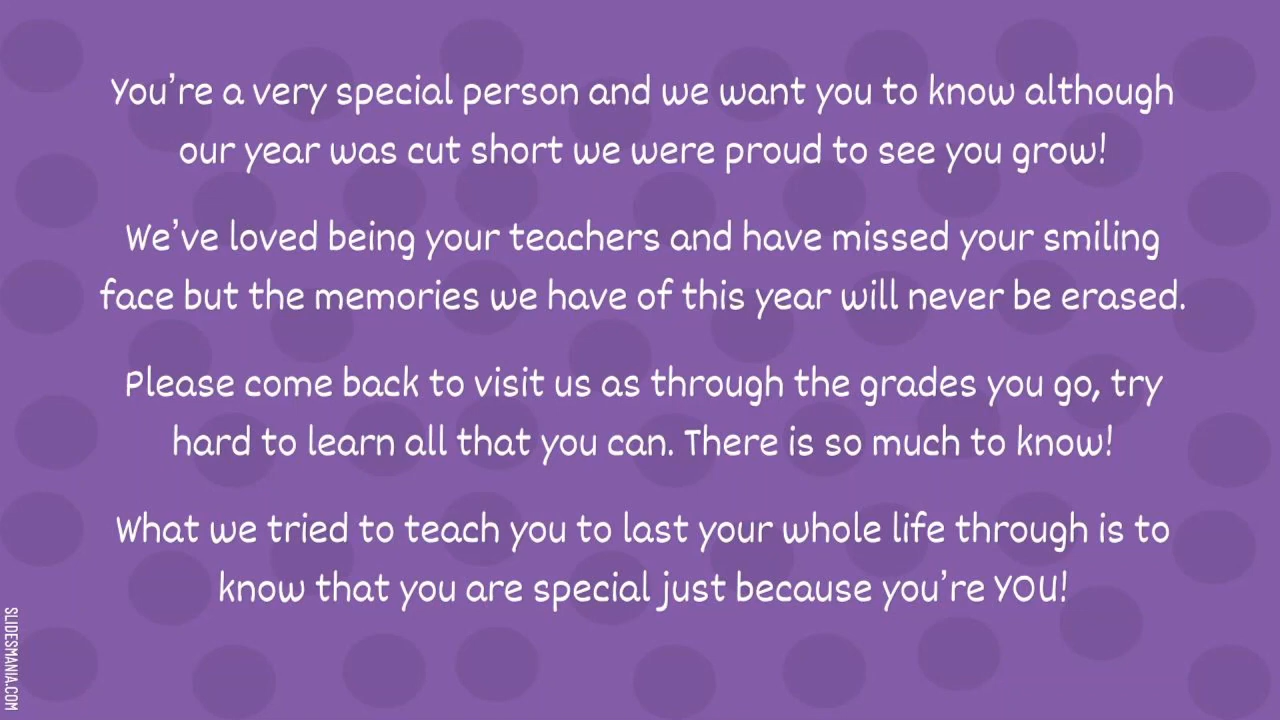 You're a very special person and we want you to know although
our year was cut short we were proud to see you grow!
We've loved being your teachers and have missed your smiling
face but the memories we have of this year will never be erased.
Please come back to visit us as through the grades you go, try
hard to learn all that you can. There is so much to know!
What we tried to teach you to last your whole life through is to
know that you are special just because you're YOU!
SLIDESMANIA.COM